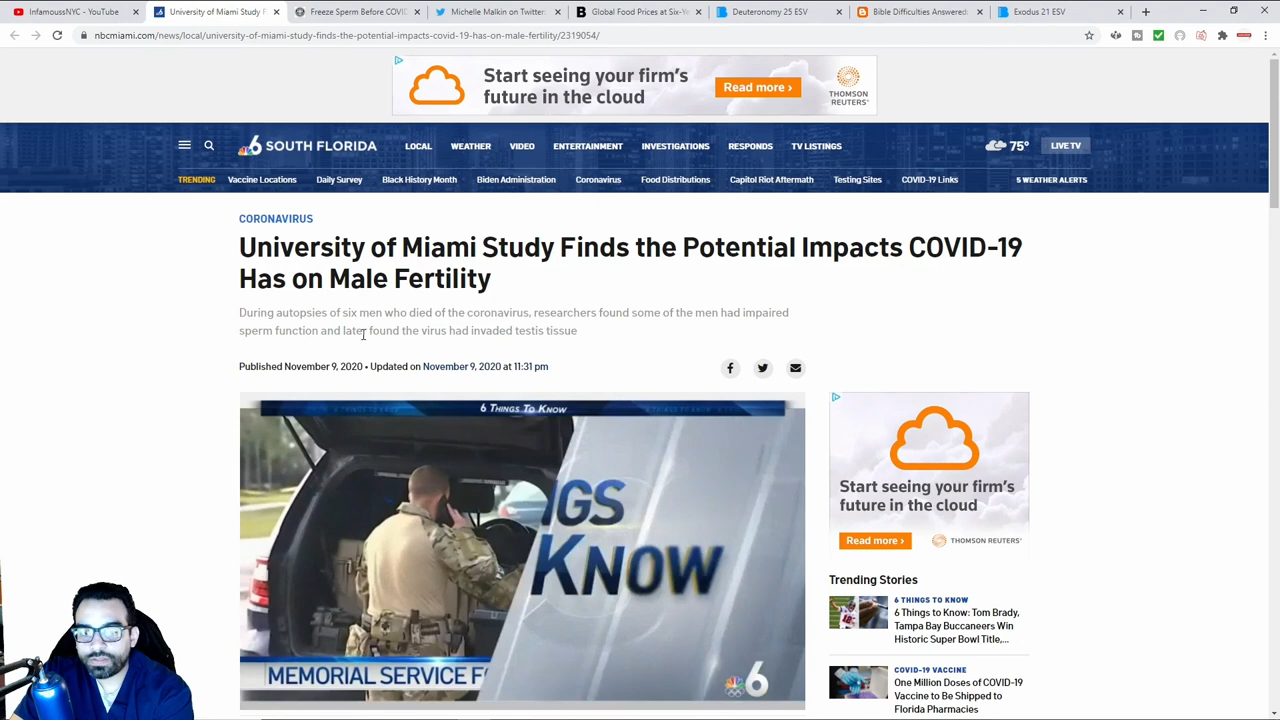 InfamousNYC - YouTube
University of Miami Study F
Freeze Sperm Before COVI
Michelle Malkin on Twitter:
Global Food Prices at Six-Ye
Deuteronomy 25 ESV
Bible Difficulties Answered:
Exodus 21 ESV
nbcmiami.com/news/local/university-of-miami-study-finds-the-potential-impacts-covid-19-has-on-male-fertility/2319054/
Start seeing your firm's
future in the cloud
Read more ›
THOMSON
REUTERS®
6 SOUTH FLORIDA
LOCAL
WEATHER
VIDEO
ENTERTAINMENT
INVESTIGATIONS
RESPONDS
TV LISTINGS
75°
LIVE TV
TRENDING
Vaccine Locations
Daily Survey
Black History Month
Biden Administration
Coronavirus
Food Distributions
Capitol Riot Aftermath
Testing Sites
COVID-19 Links
5 WEATHER ALERTS
CORONAVIRUS
University of Miami Study Finds the Potential Impacts COVID-19
Has on Male Fertility
During autopsies of six men who died of the coronavirus, researchers found some of the men had impaired
sperm function and later found the virus had invaded testis tissue
Published November 9, 2020 • Updated on November 9, 2020 at 11:31 pm
6 THINGS TO KNOW
IGS
KNOW
MEMORIAL SERVICE F
6
Start seeing your firm's
future in the cloud
Read more ›
THOMSON REUTERS®
Trending Stories
6 THINGS TO KNOW
6 Things to Know: Tom Brady,
Tampa Bay Buccaneers Win
Historic Super Bowl Title,...
COVID-19 VACCINE
One Million Doses of COVID-19
Vaccine to Be Shipped to
Florida Pharmacies